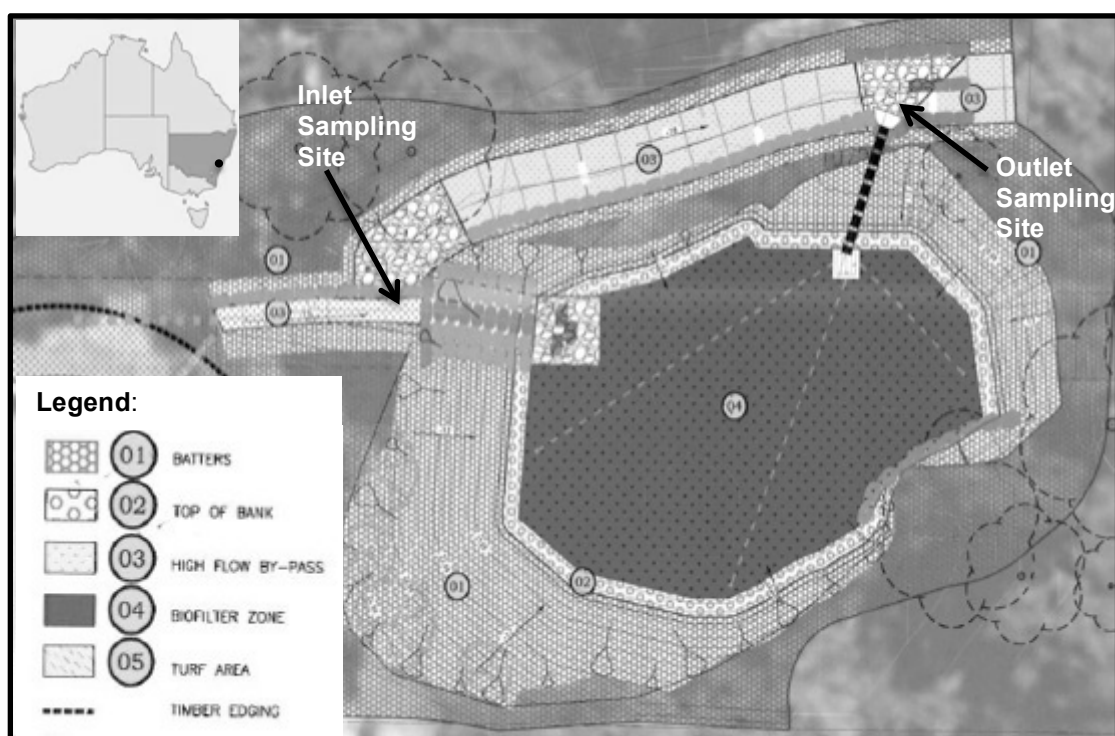 Inlet
Sampling
Site
Outlet
Sampling
Site
03
03
01
03
01
04
01
02
Legend:
01 BATTERS
02 TOP OF BANK
03 HIGH FLOW BY-PASS
04 BIOFILTER ZONE
05 TURF AREA
TIMBER EDGING